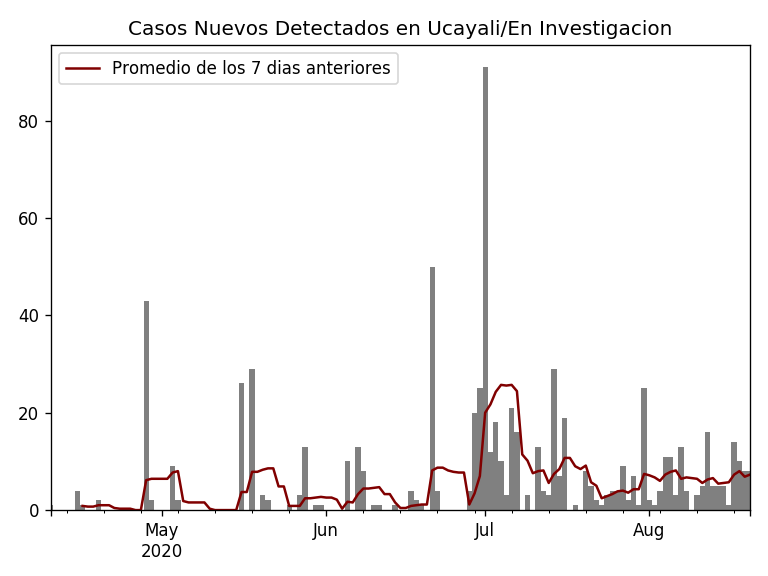 Casos Nuevos Detectados en Ucayali/En Investigacion
Promedio de los 7 dias anteriores
80
60
40
20
0
May
2020
Jun
Jul
Aug